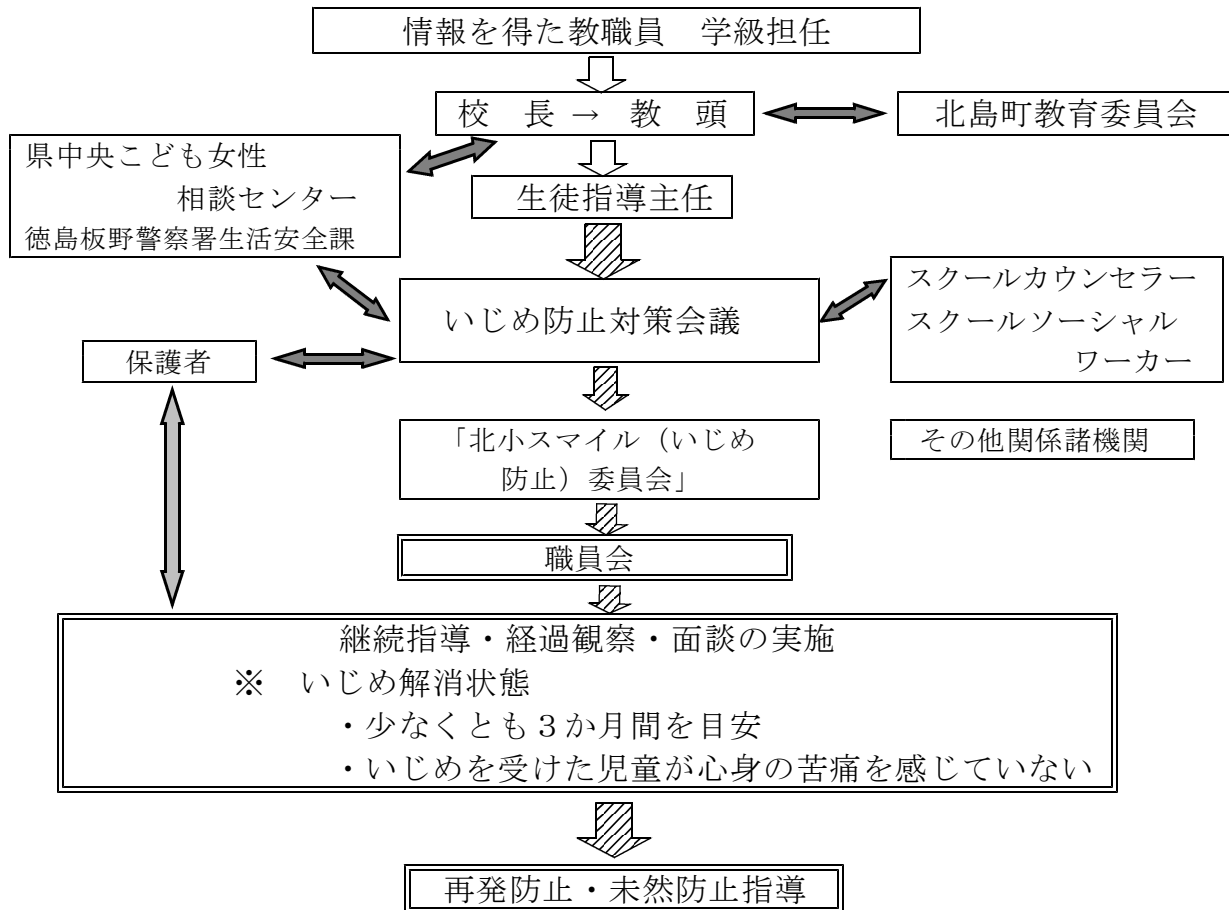 情報を得た教職員　学級担任
校　長 → 教　頭
北島町教育委員会
県中央こども女性
相談センター
徳島板野警察署生活安全課
生徒指導主任
いじめ防止対策会議
スクールカウンセラー
スクールソーシャル
ワーカー
保護者
「北小スマイル（いじめ
防止）委員会」
その他関係諸機関
職員会
継続指導・経過観察・面談の実施
※　いじめ解消状態
・少なくとも３か月間を目安
・いじめを受けた児童が心身の苦痛を感じていない
再発防止・未然防止指導